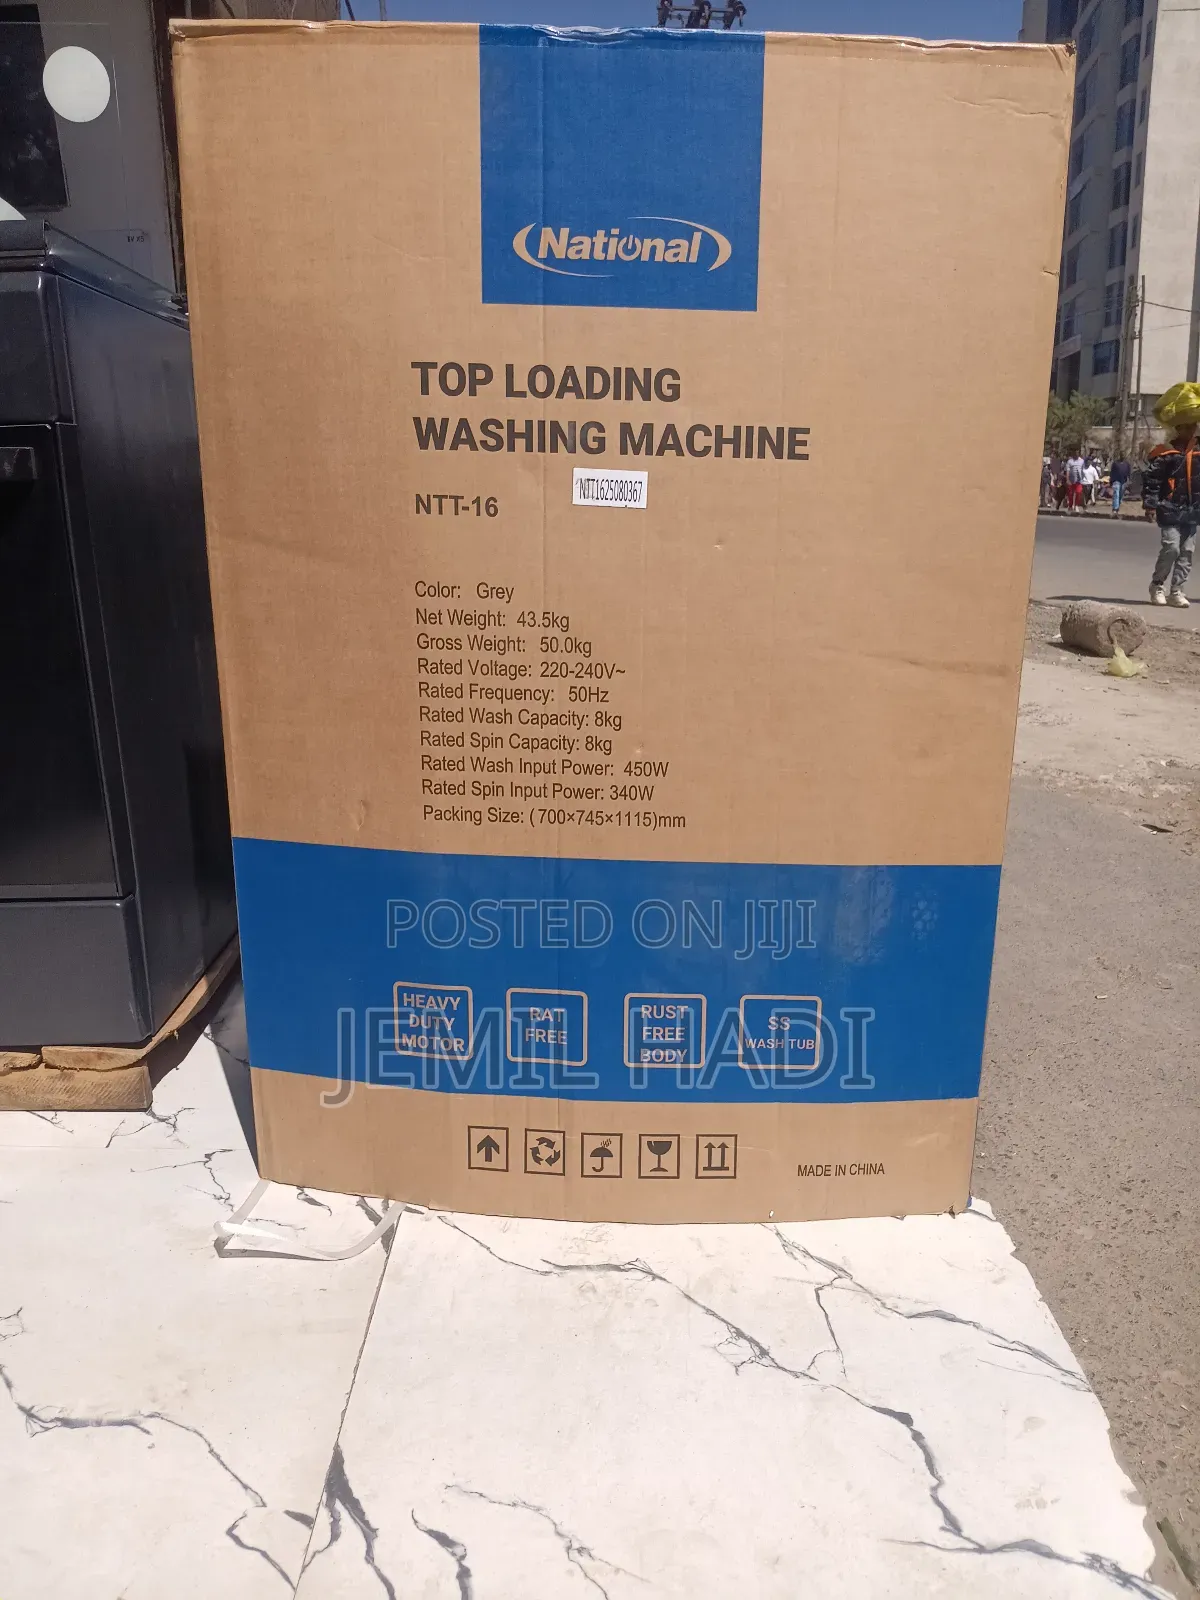 National
TOP LOADING
WASHING MACHINE
NTT1625080367
NTT-16
Color: Grey
Net Weight: 43.5kg
Gross Weight: 50.0kg
Rated Voltage: 220-240V~
Rated Frequency: 50Hz
Rated Wash Capacity: 8kg
Rated Spin Capacity: 8kg
Rated Wash Input Power: 450W
Rated Spin Input Power: 340W
Packing Size: (700×745×1115)mm
POSTED ON JIJI
HEAVY
DUTY
MOTOR
RAT
FREE
RUST
FREE
BODY
SS
WASH TUB
JEMIL HADI
MADE IN CHINA